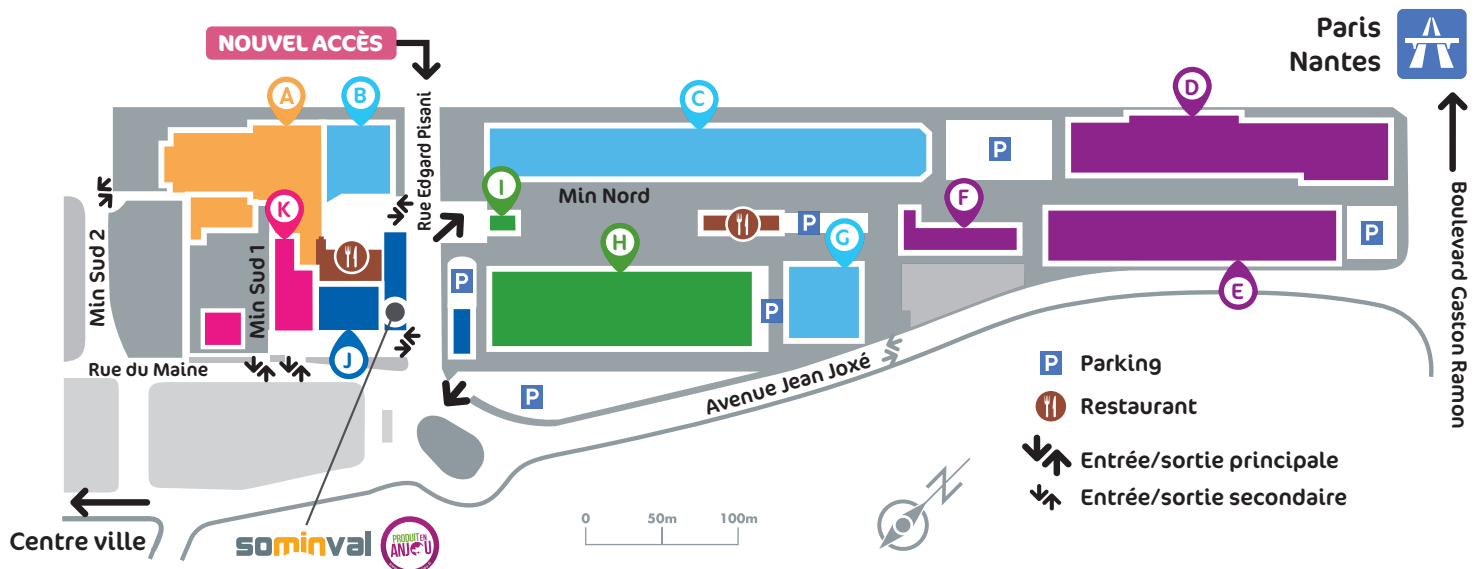 NOUVEL ACCÈS
Paris
Nantes
A
B
C
D
Rue Edgard Pisani
P
I
Min Nord
F
K
P
G
P
H
Min Sud 2
Min Sud 1
P
P
E
J
Boulevard Gaston Ramon
Rue du Maine
P
Avenue Jean Joxé
P Parking
Restaurant
Entrée/sortie principale
Entrée/sortie secondaire
N
0 50m 100m
Centre ville
sominval
PRODUIT EN
ANJOU